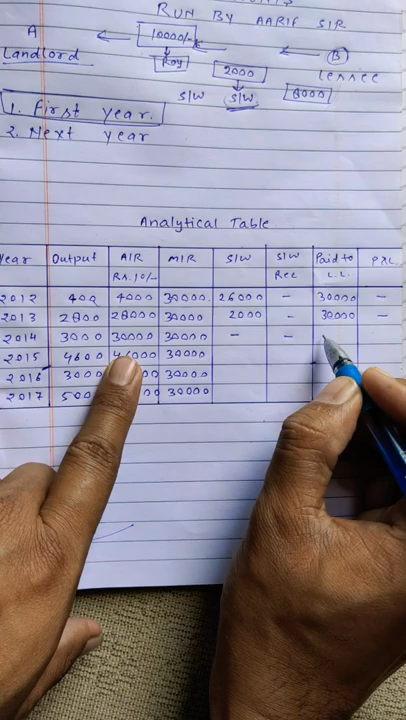 RUN BY AARIF SIR
A 10000/- B
Landlord Roy 2000 Lessee
S/W S/W 8000
1. First year.
2. Next year
Analytical Table
Year Output A/R Rs.10/- M/R S/W S/W Rec Paid to L.L. P&L
2012 400 4000 30000 26000 - 30000 -
2013 2800 28000 30000 2000 - 30000 -
2014 3000 30000 30000 - -
2015 4600 46000 30000
2016 3000 30000
2017 30000